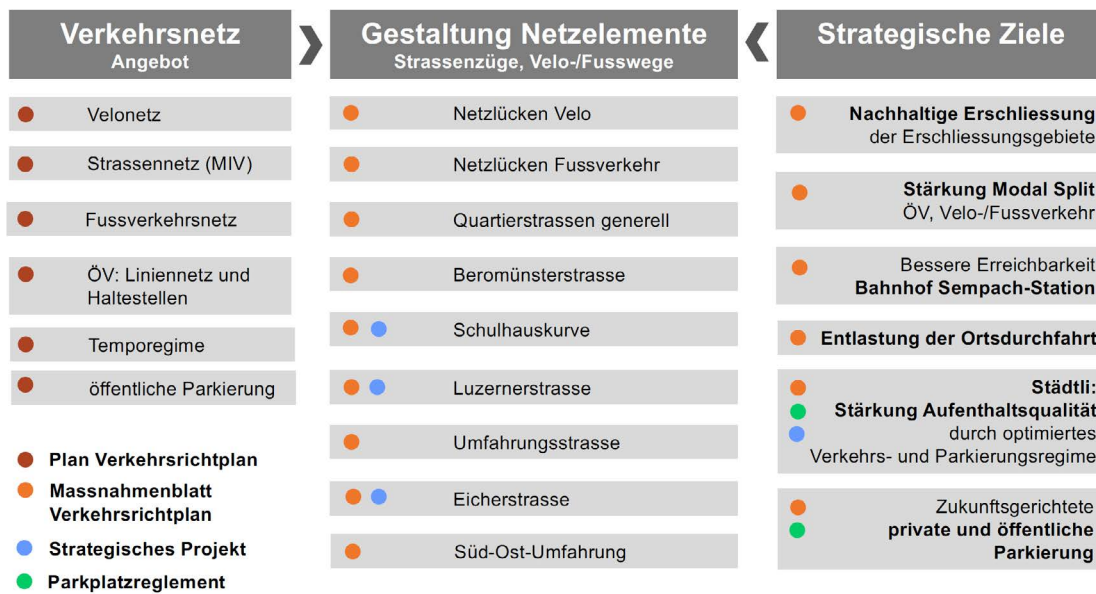 Verkehrsnetz
Angebot
Velonetz
Strassennetz (MIV)
Fussverkehrsnetz
ÖV: Liniennetz und
Haltestellen
Temporegime
öffentliche Parkierung
Plan Verkehrsrichtplan
Massnahmenblatt
Verkehrsrichtplan
Strategisches Projekt
Parkplatzreglement
Gestaltung Netzelemente
Strassenzüge, Velo-/Fusswege
Netzlücken Velo
Netzlücken Fussverkehr
Quartierstrassen generell
Beromünsterstrasse
Schulhauskurve
Luzernerstrasse
Umfahrungsstrasse
Eicherstrasse
Süd-Ost-Umfahrung
Strategische Ziele
Nachhaltige Erschliessung
der Erschliessungsgebiete
Stärkung Modal Split
ÖV, Velo-/Fussverkehr
Bessere Erreichbarkeit
Bahnhof Sempach-Station
Entlastung der Ortsdurchfahrt
Städtli:
Stärkung Aufenthaltsqualität
durch optimiertes
Verkehrs- und Parkierungsregime
Zukunftsgerichtete
private und öffentliche
Parkierung